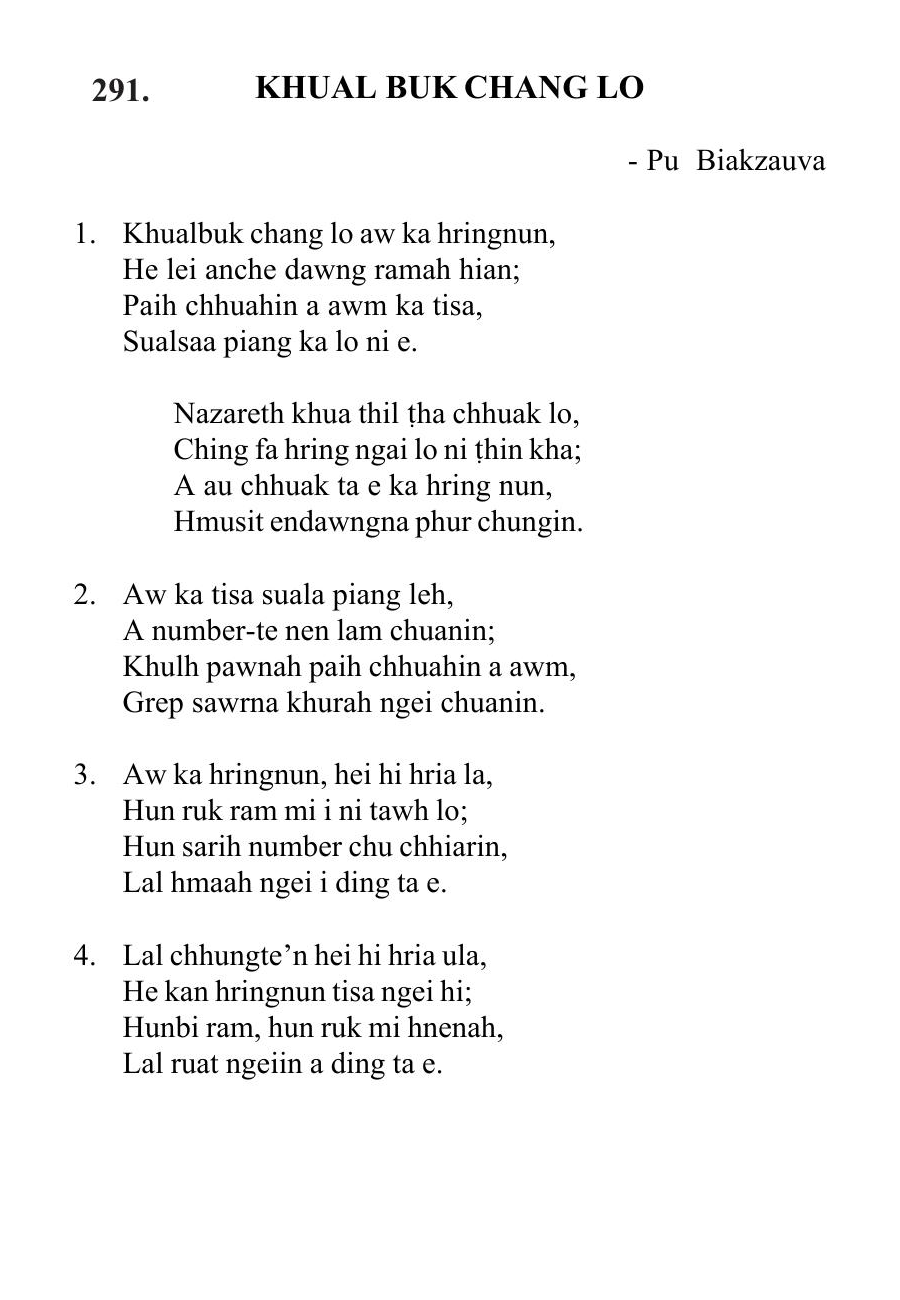 291. KHUAL BUK CHANG LO
- Pu Biakzauva
1. Khualbuk chang lo aw ka hringnun,
He lei anche dawng ramah hian;
Paih chhuahin a awm ka tisa,
Sualsaa piang ka lo ni e.
Nazareth khua thil ṭha chhuak lo,
Ching fa hring ngai lo ni ṭhin kha;
A au chhuak ta e ka hring nun,
Hmusit endawngna phur chungin.
2. Aw ka tisa suala piang leh,
A number-te nen lam chuanin;
Khulh pawnah paih chhuahin a awm,
Grep sawrna khurah ngei chuanin.
3. Aw ka hringnun, hei hi hria la,
Hun ruk ram mi i ni tawh lo;
Hun sarih number chu chhiarin,
Lal hmaah ngei i ding ta e.
4. Lal chhungte’n hei hi hria ula,
He kan hringnun tisa ngei hi;
Hunbi ram, hun ruk mi hnenah,
Lal ruat ngeiin a ding ta e.